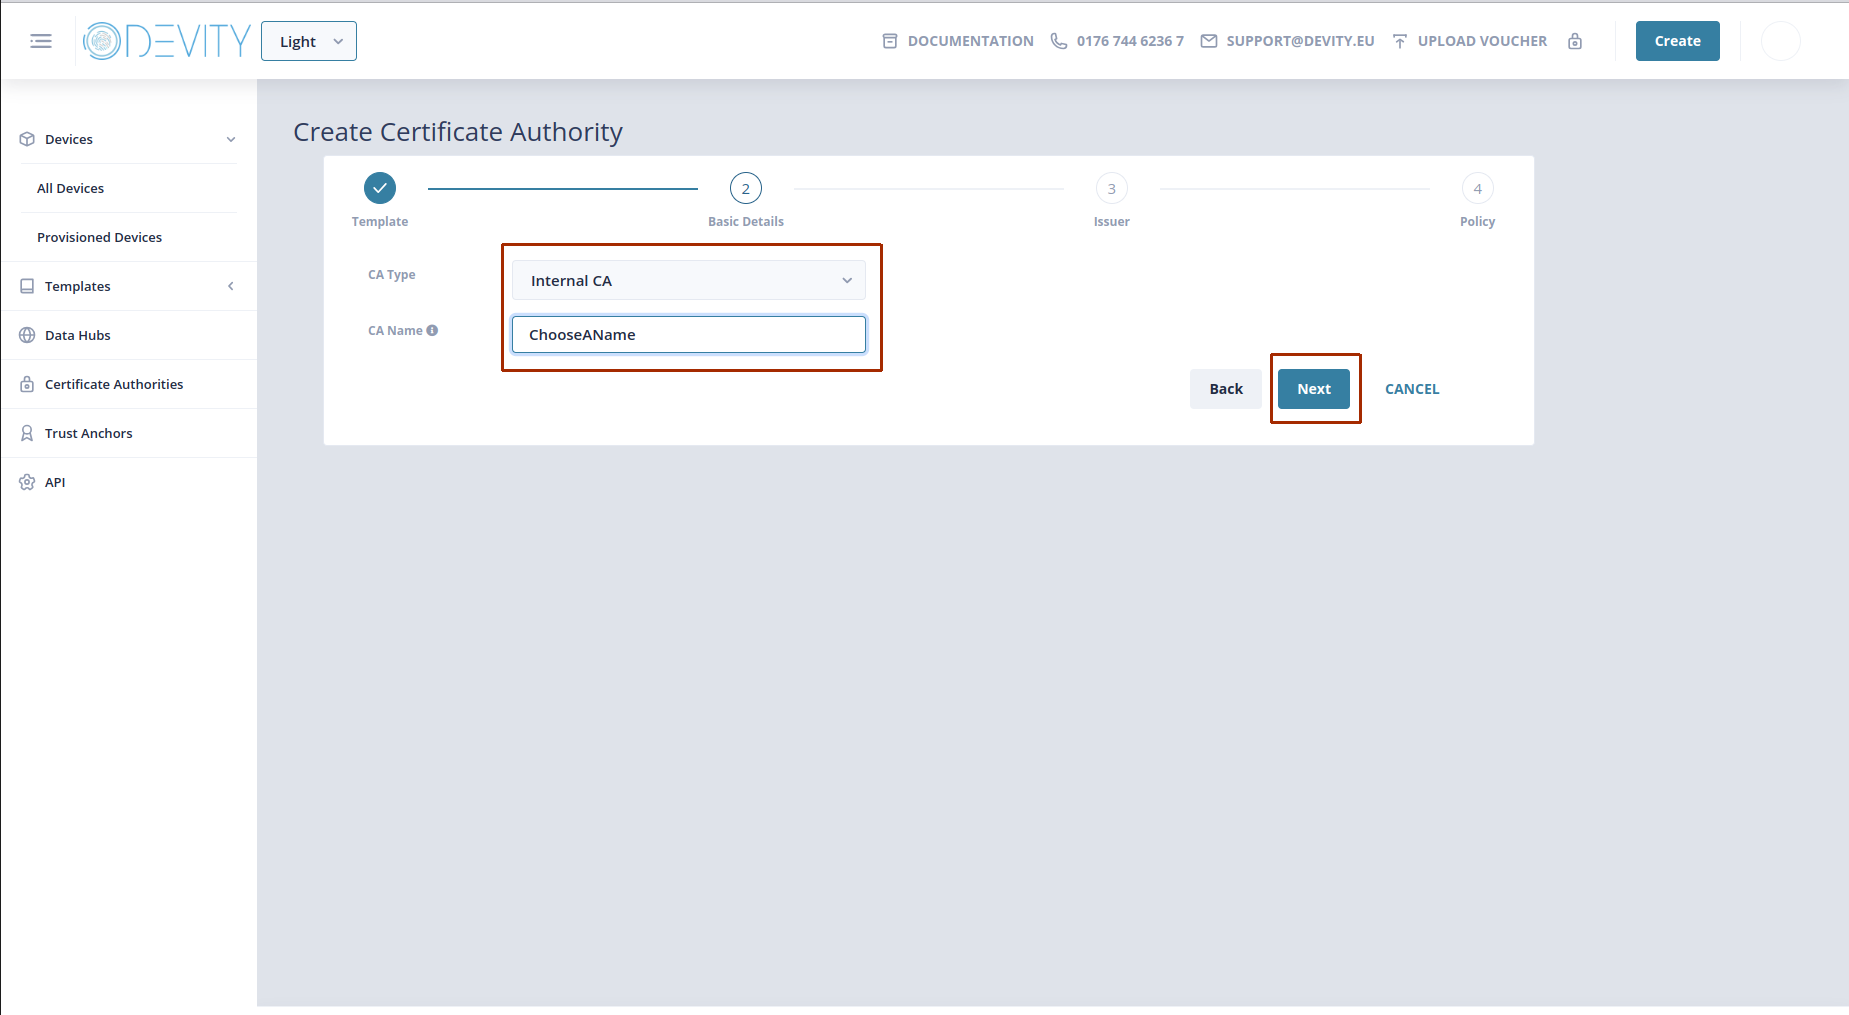 DEVITY
Light
DOCUMENTATION
0176 744 6236 7
SUPPORT@DEVITY.EU
UPLOAD VOUCHER
Create
Devices
All Devices
Provisioned Devices
Templates
Data Hubs
Certificate Authorities
Trust Anchors
API
Create Certificate Authority
2
3
4
Template
Basic Details
Issuer
Policy
CA Type
Internal CA
CA Name
ChooseAName
Back
Next
CANCEL